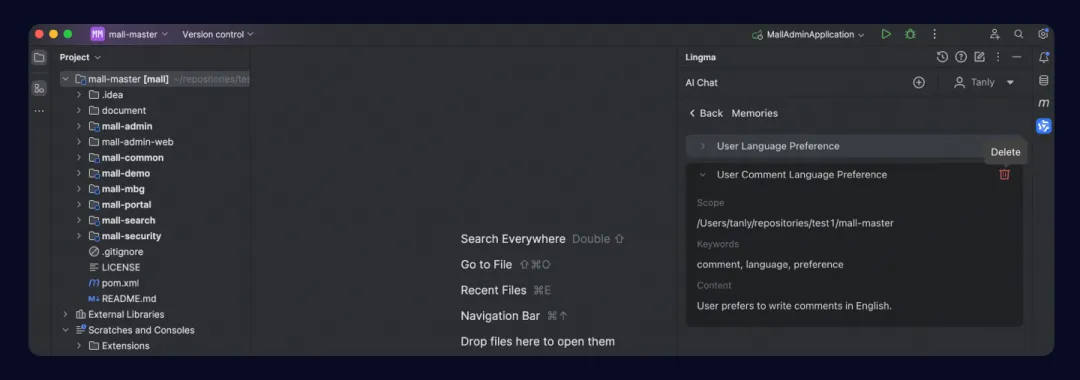 MM mall-master Version control MallAdminApplication
Project
mall-master [mall] ~/repositories/tes
.idea
document
mall-admin
mall-admin-web
mall-common
mall-demo
mall-mbg
mall-portal
mall-search
mall-security
.gitignore
LICENSE
m pom.xml
M↓ README.md
External Libraries
Scratches and Consoles
Extensions
Search Everywhere Double ⇧
Go to File ⇧⌘O
Recent Files ⌘E
Navigation Bar ⌘↑
Drop files here to open them
Lingma
AI Chat Tanly
Back Memories
User Language Preference
Delete
User Comment Language Preference
Scope
/Users/tanly/repositories/test1/mall-master
Keywords
comment, language, preference
Content
User prefers to write comments in English.
m